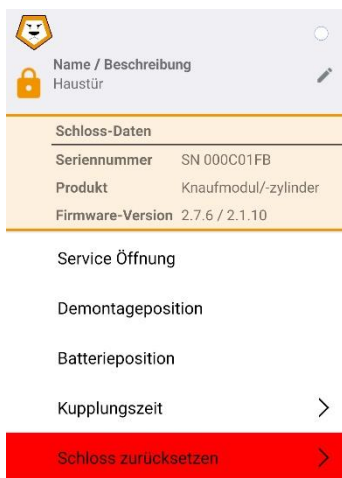 Name / Beschreibung
Haustür
Schloss-Daten
Seriennummer SN 000C01FB
Produkt Knaufmodul/-zylinder
Firmware-Version 2.7.6 / 2.1.10
Service Öffnung
Demontageposition
Batterieposition
Kupplungszeit
Schloss zurücksetzen